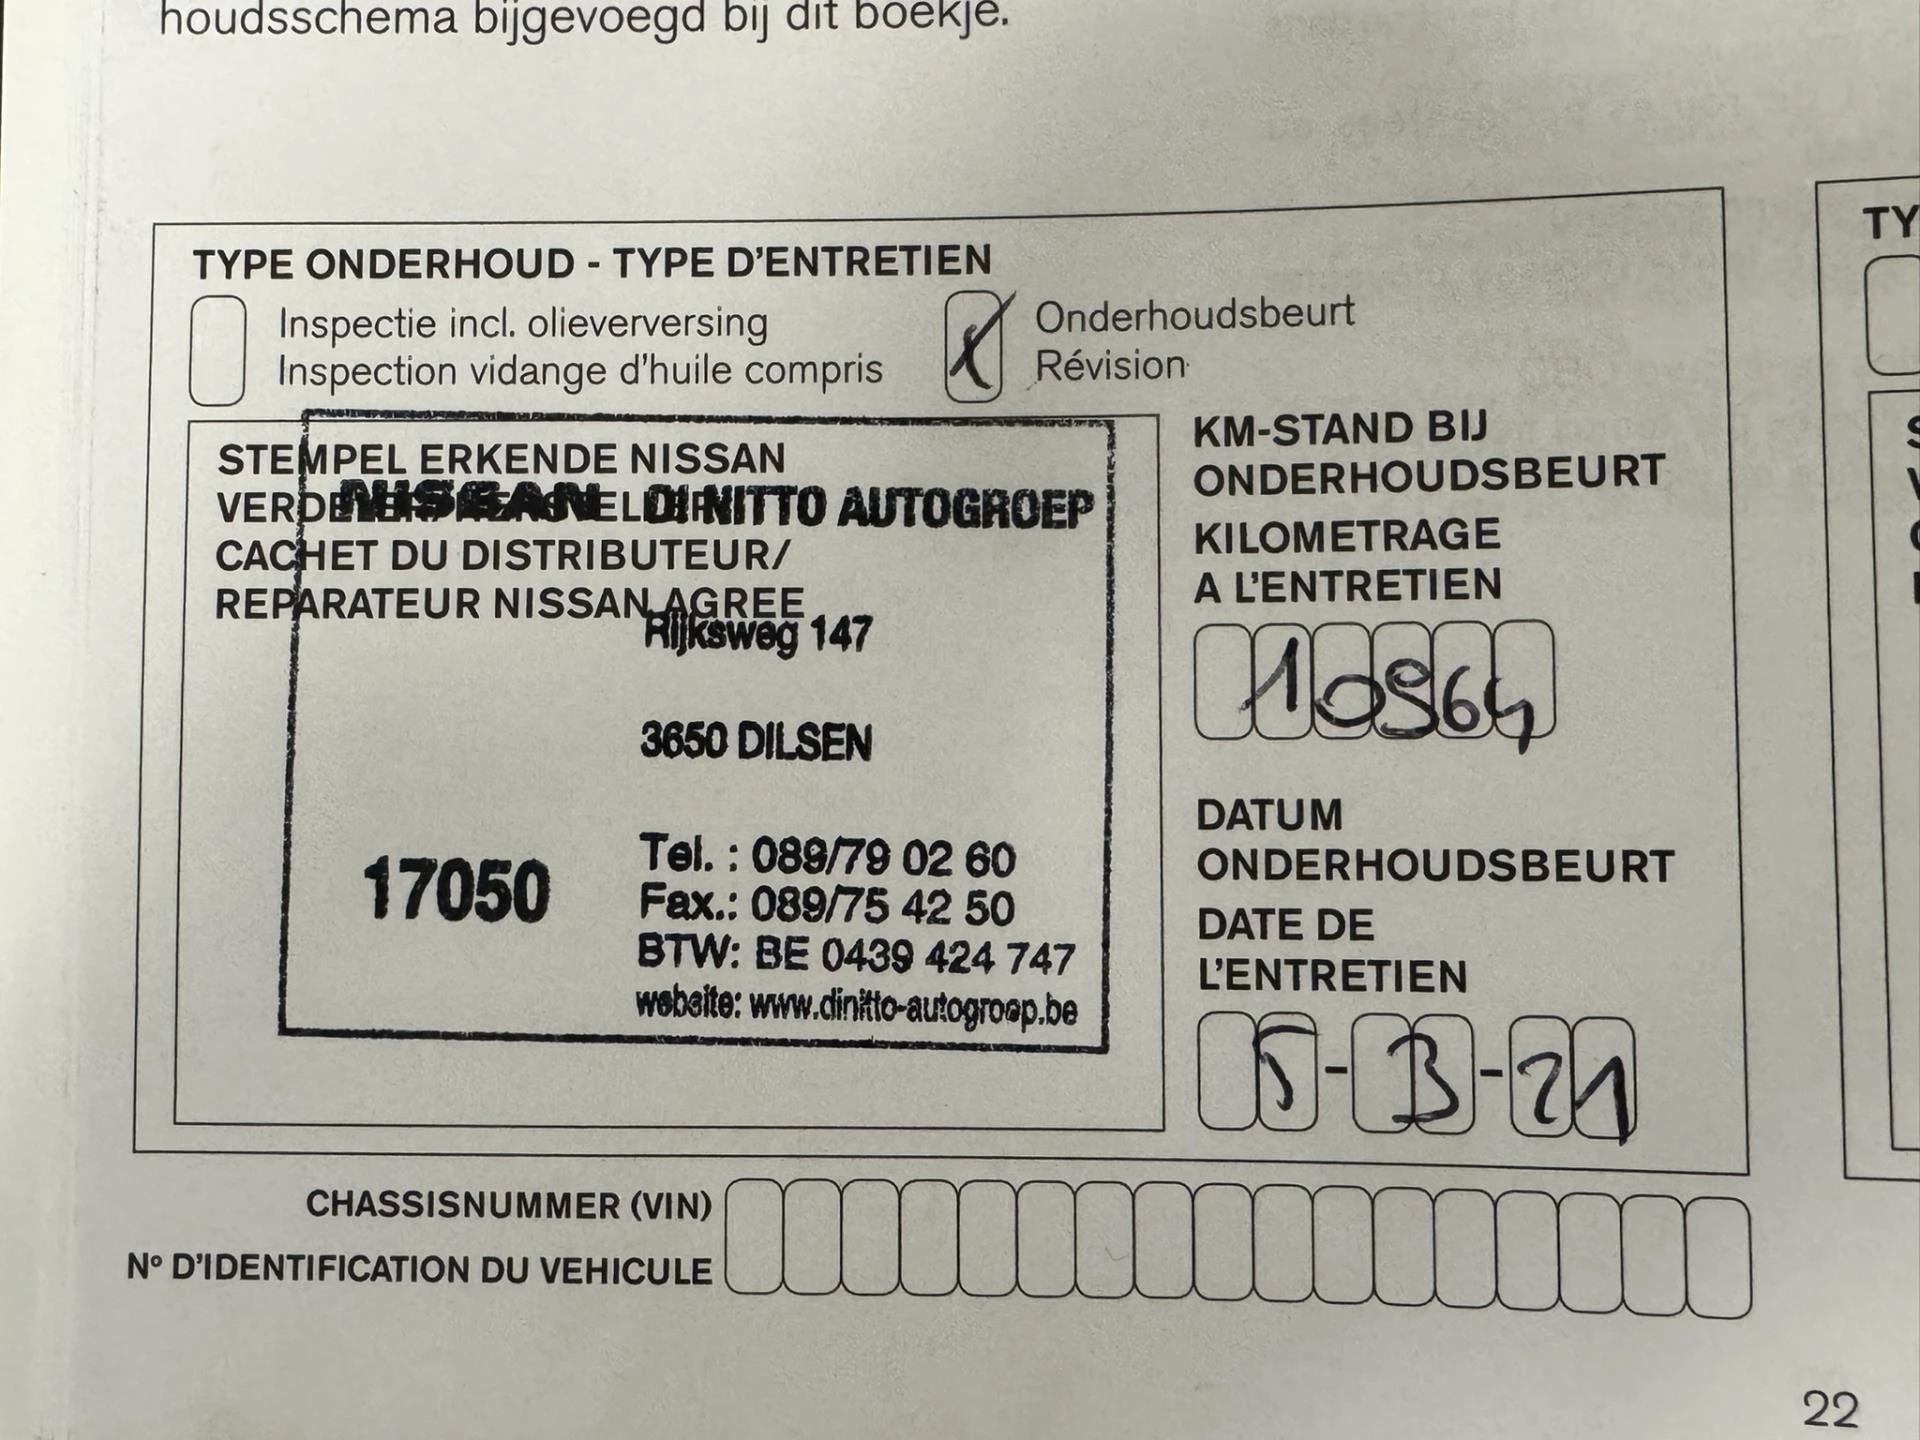 houdsschema bijgevoegd bij dit boekje.
TYPE ONDERHOUD - TYPE D'ENTRETIEN
Inspectie incl. olieverversing
Inspection vidange d'huile compris
X
Onderhoudsbeurt
Révision
STEMPEL ERKENDE NISSAN
CACHET DU DISTRIBUTEUR/
REPARATEUR NISSAN AGREE
NISSAN DI NITTO AUTOGROEP
Rijksweg 147
3650 DILSEN
17050
Tel. : 089/79 02 60
Fax.: 089/75 42 50
BTW: BE 0439 424 747
website: www.dinitto-autogroep.be
KM-STAND BIJ
ONDERHOUDSBEURT
KILOMETRAGE
A L'ENTRETIEN
10964
DATUM
ONDERHOUDSBEURT
DATE DE
L'ENTRETIEN
5-3-21
CHASSISNUMMER (VIN)
Nº D'IDENTIFICATION DU VEHICULE
TY
22